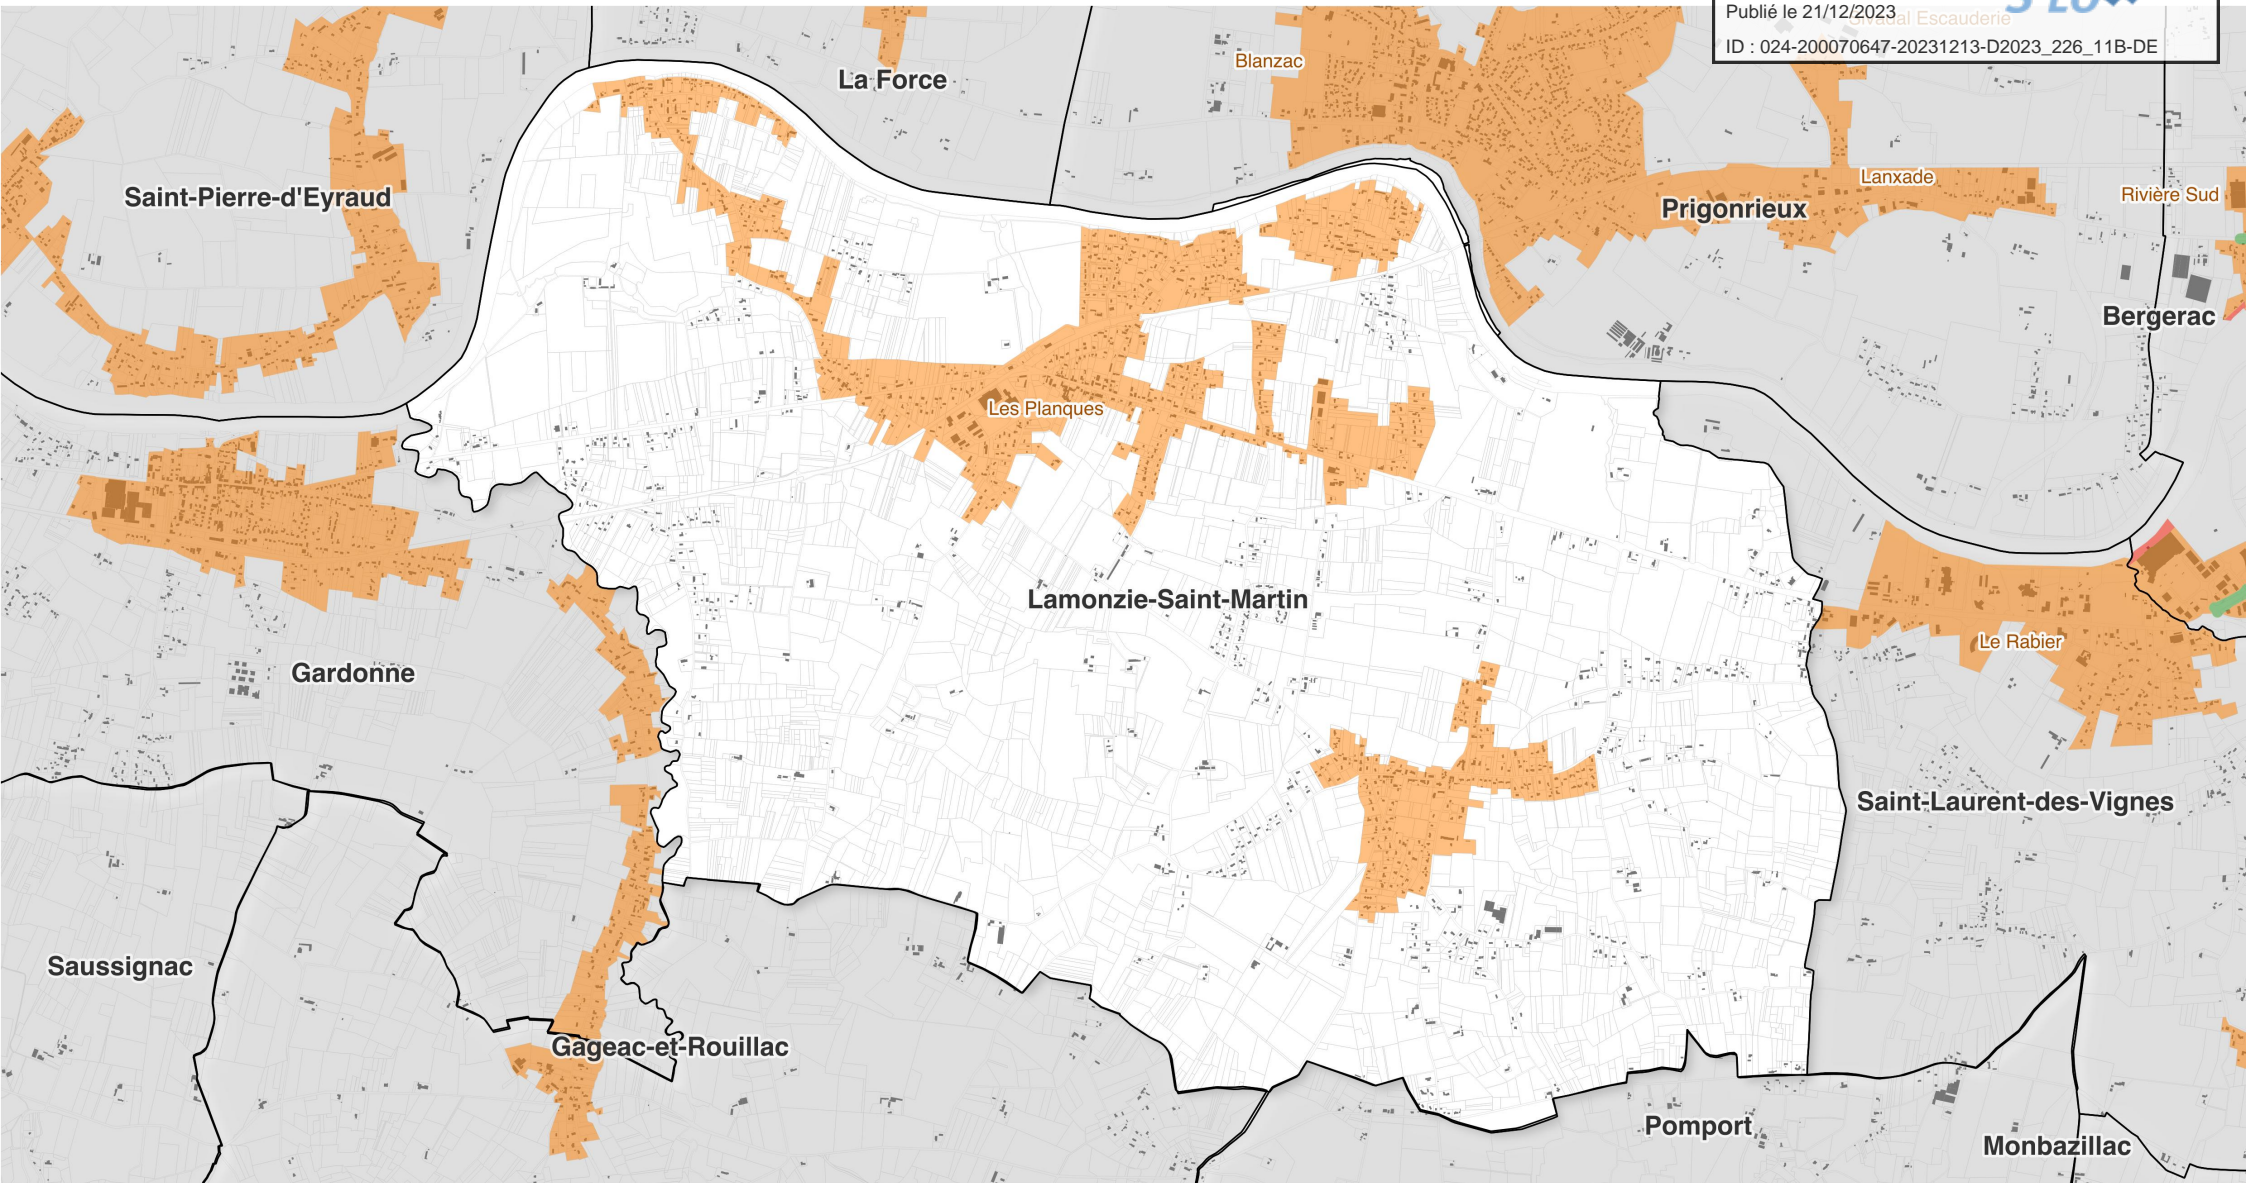 Publié le 21/12/2023
Sivadal Escauderie
ID : 024-200070647-20231213-D2023_226_11B-DE
Blanzac
La Force
Saint-Pierre-d'Eyraud
Lanxade
Rivière Sud
Prigonrieux
Bergerac
Les Planques
Lamonzie-Saint-Martin
Le Rabier
Gardonne
Saint-Laurent-des-Vignes
Saussignac
Gageac-et-Rouillac
Pomport
Monbazillac